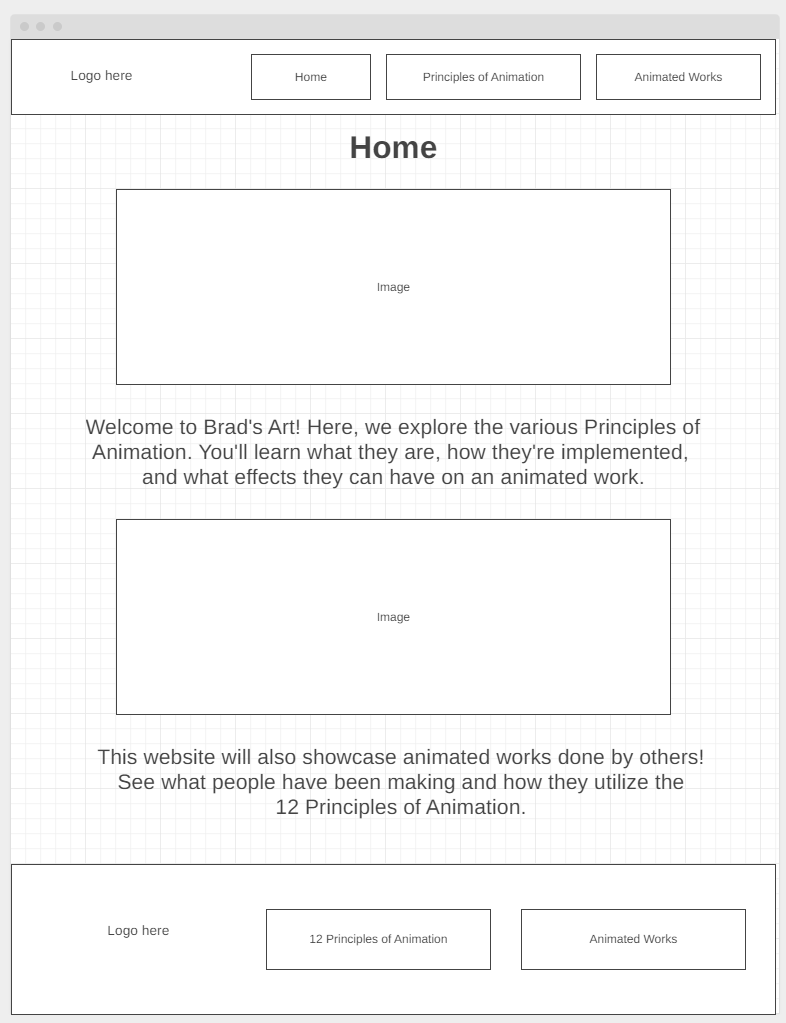 Logo here
Home
Principles of Animation
Animated Works
Home
Image
Welcome to Brad's Art! Here, we explore the various Principles of
Animation. You'll learn what they are, how they're implemented,
and what effects they can have on an animated work.
Image
This website will also showcase animated works done by others!
See what people have been making and how they utilize the
12 Principles of Animation.
Logo here
12 Principles of Animation
Animated Works